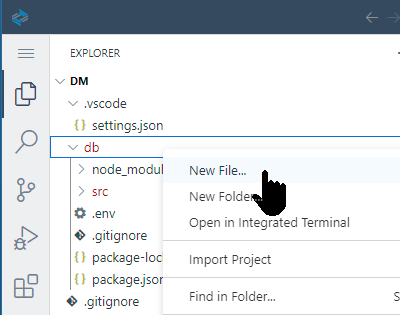 EXPLORER
DM
.vscode
{} settings.json
db
node_modul
New File...
src
New Folder...
.env
Open in Integrated Terminal
.gitignore
{} package-loc
Import Project
{} package.json
.gitignore
Find in Folder...
S